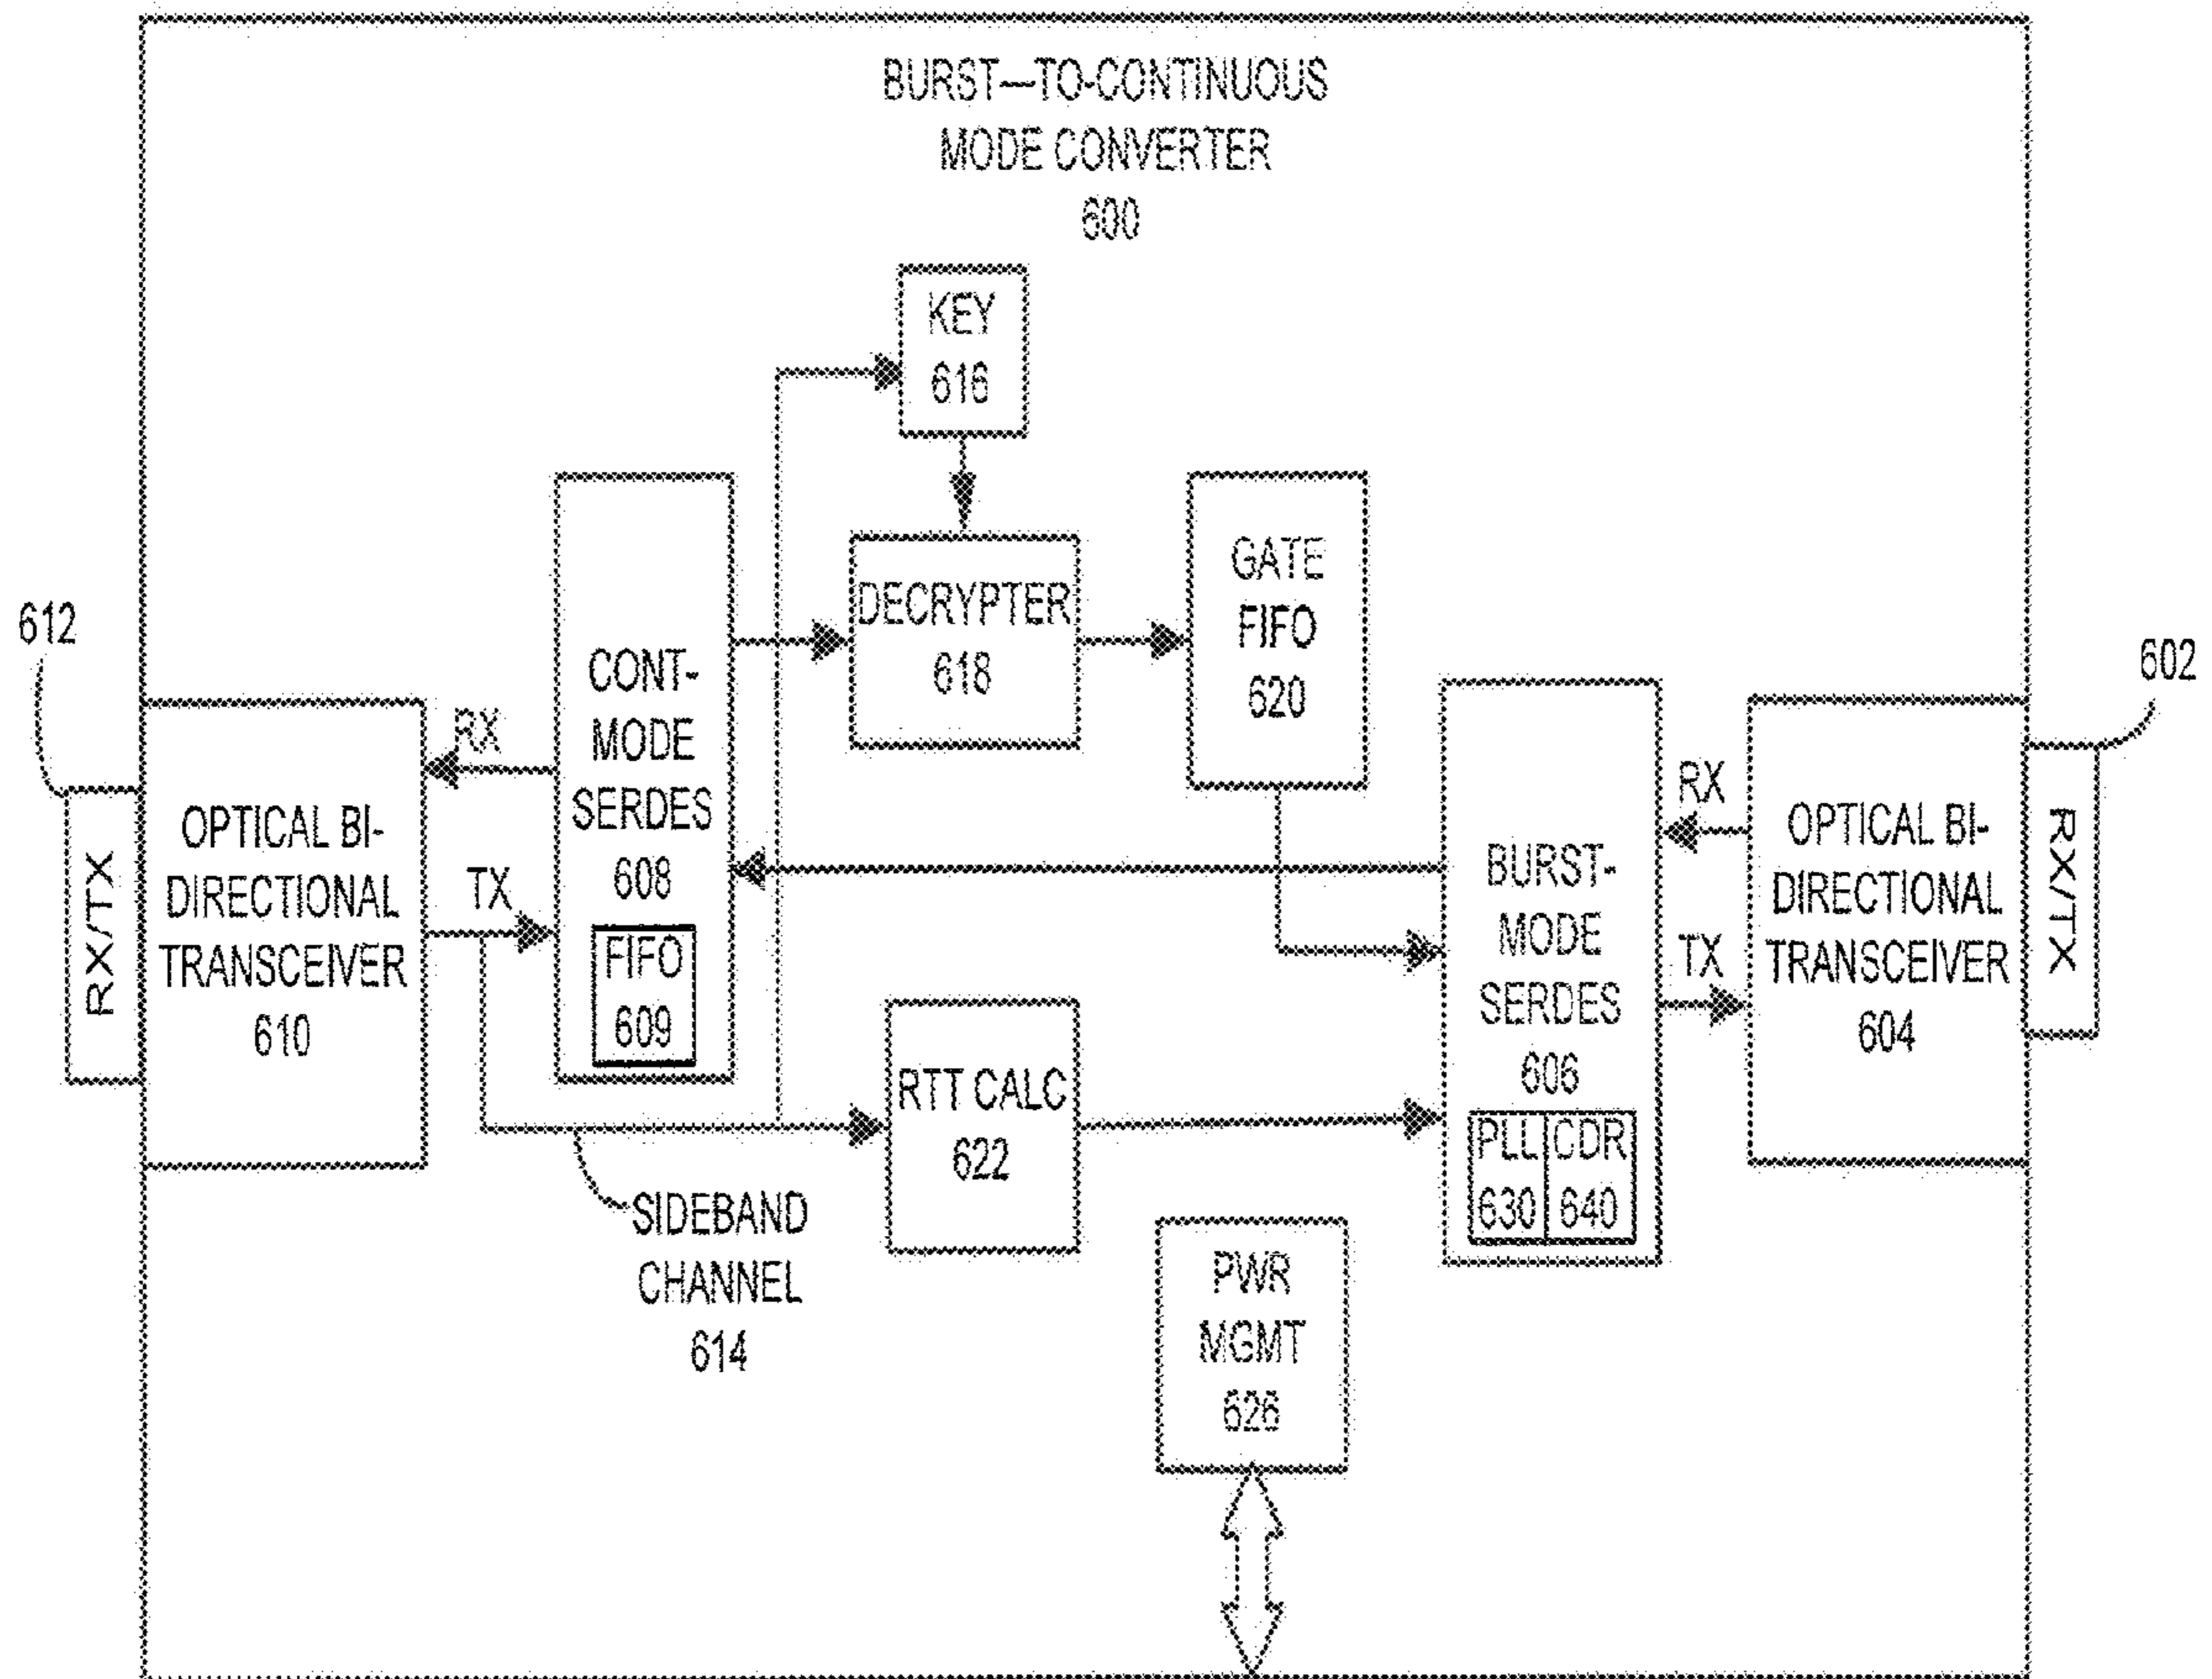 BURST—TO-CONTINUOUS
MODE CONVERTER
600
KEY
616
612
CONT-
MODE
SERDES
608
FIFO
609
DECRYPTER
618
GATE
FIFO
620
602
RX/TX
OPTICAL BI-
DIRECTIONAL
TRANSCEIVER
610
RX
TX
BURST-
MODE
SERDES
606
PLL
630
CDR
640
RX
TX
OPTICAL BI-
DIRECTIONAL
TRANSCEIVER
604
RX/TX
RTT CALC
622
SIDEBAND
CHANNEL
614
PWR
MGMT
626